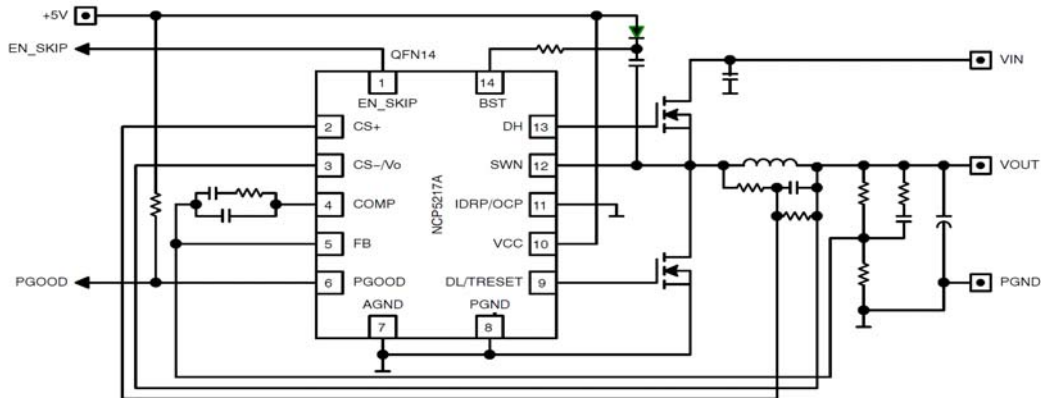 +5V
EN_SKIP
QFN14
VIN
1
14
EN_SKIP
BST
2
CS+
DH
13
3
CS-/Vo
SWN
12
VOUT
4
COMP
NCP5217A
IDRP/OCP
11
5
FB
VCC
10
PGOOD
6
PGOOD
DL/TRESET
9
PGND
AGND
PGND
7
8